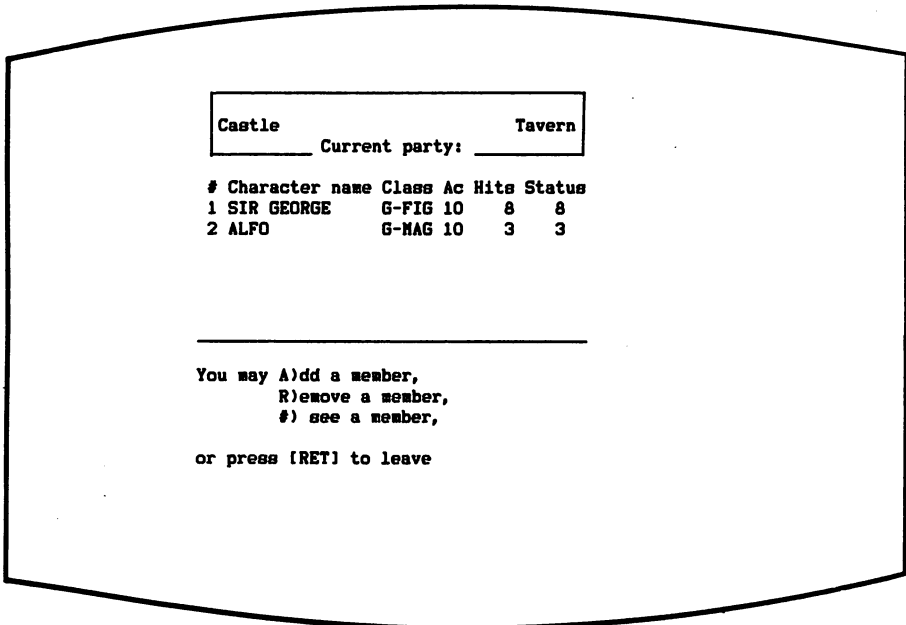 Castle Tavern
Current party:
# Character name Class Ac Hits Status
1 SIR GEORGE G-FIG 10 8 8
2 ALFO G-MAG 10 3 3
You may A)dd a member,
R)emove a member,
#) see a member,
or press [RET] to leave